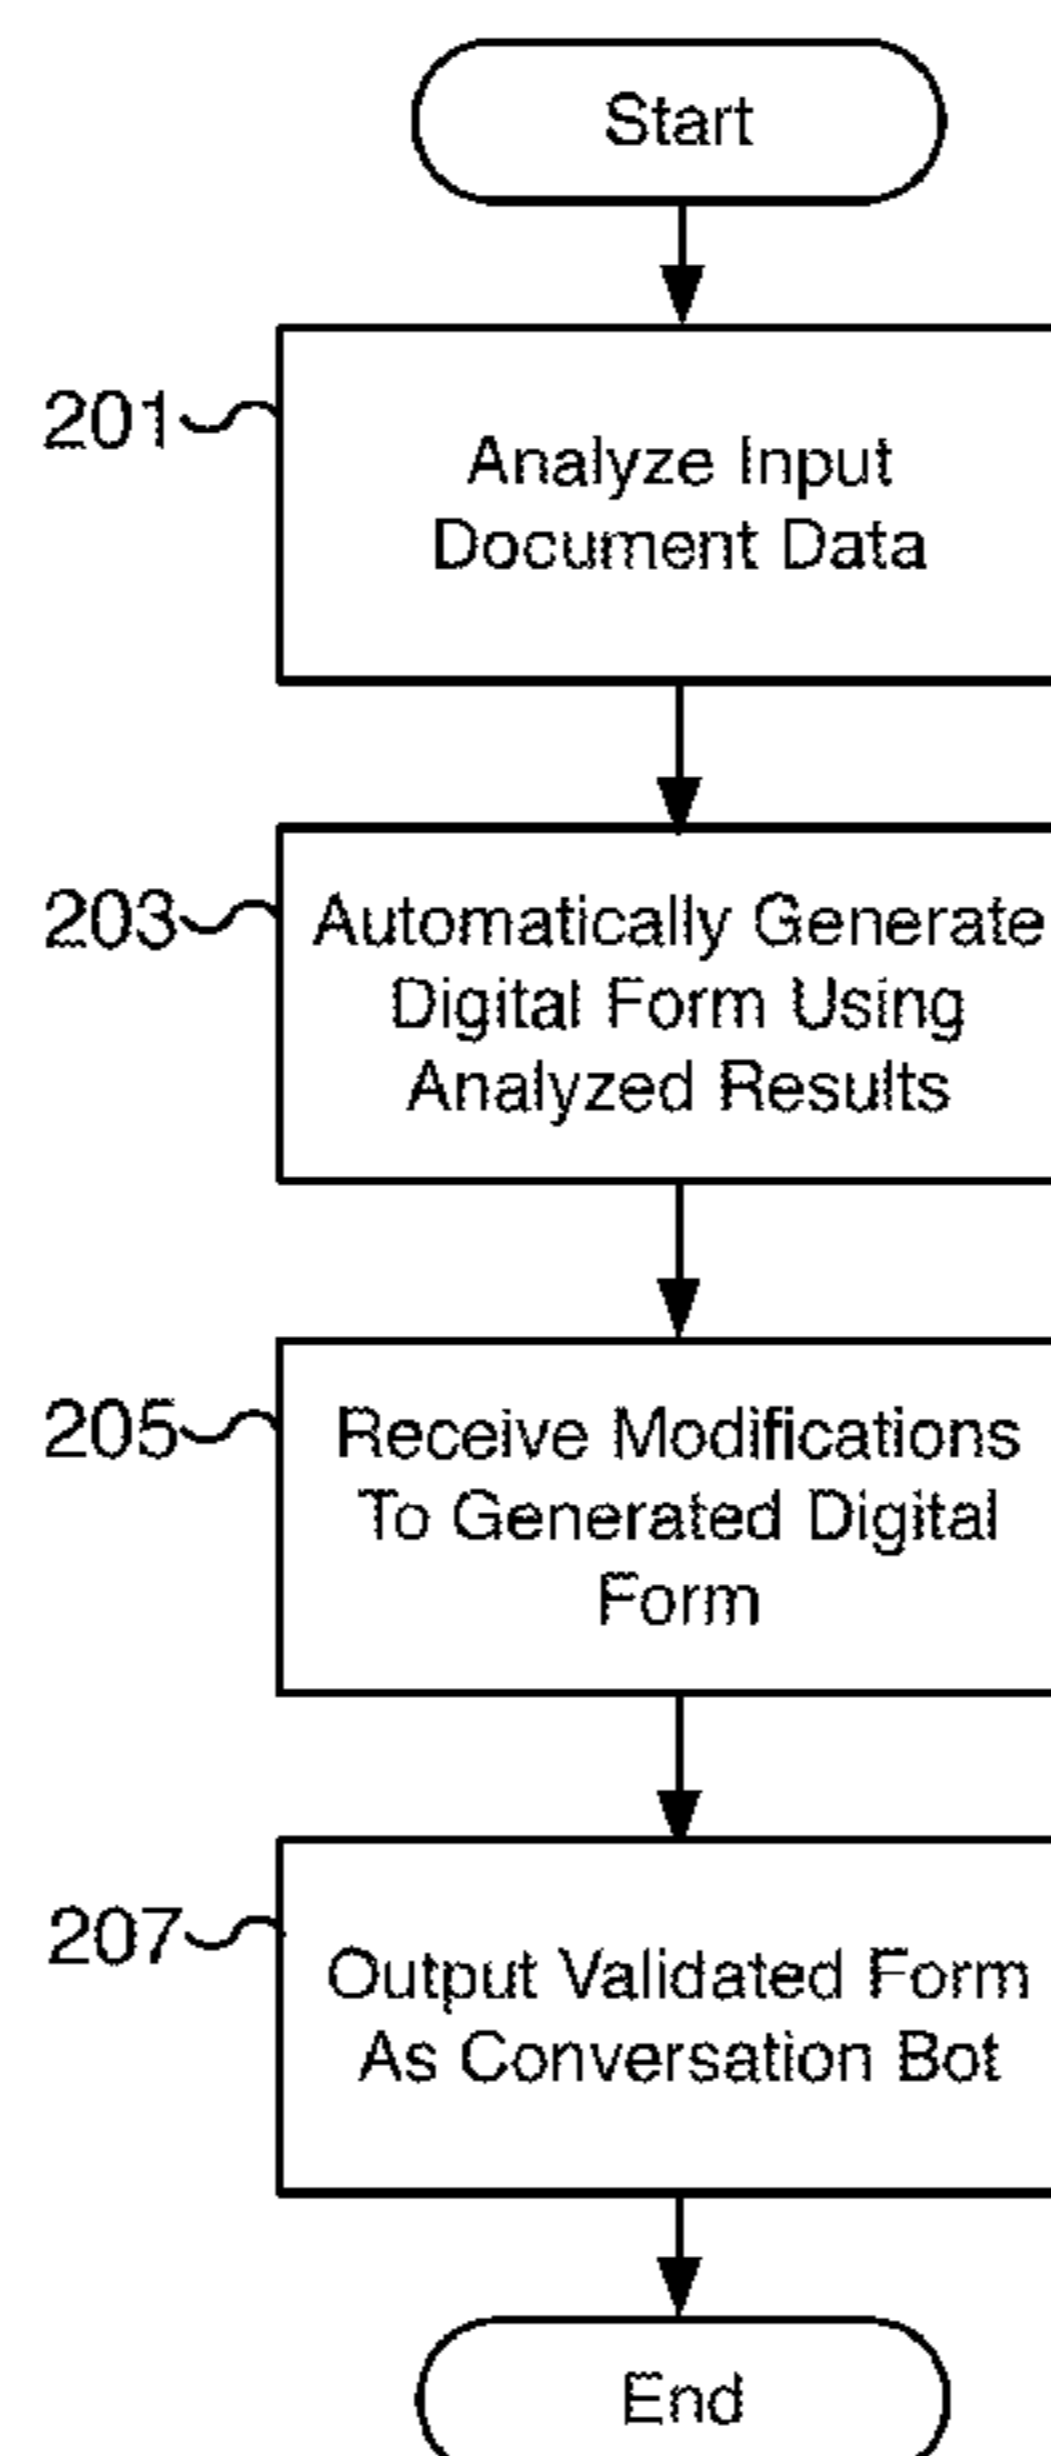 Start
201
Analyze Input
Document Data
203
Automatically Generate
Digital Form Using
Analyzed Results
205
Receive Modifications
To Generated Digital
Form
207
Output Validated Form
As Conversation Bot
End